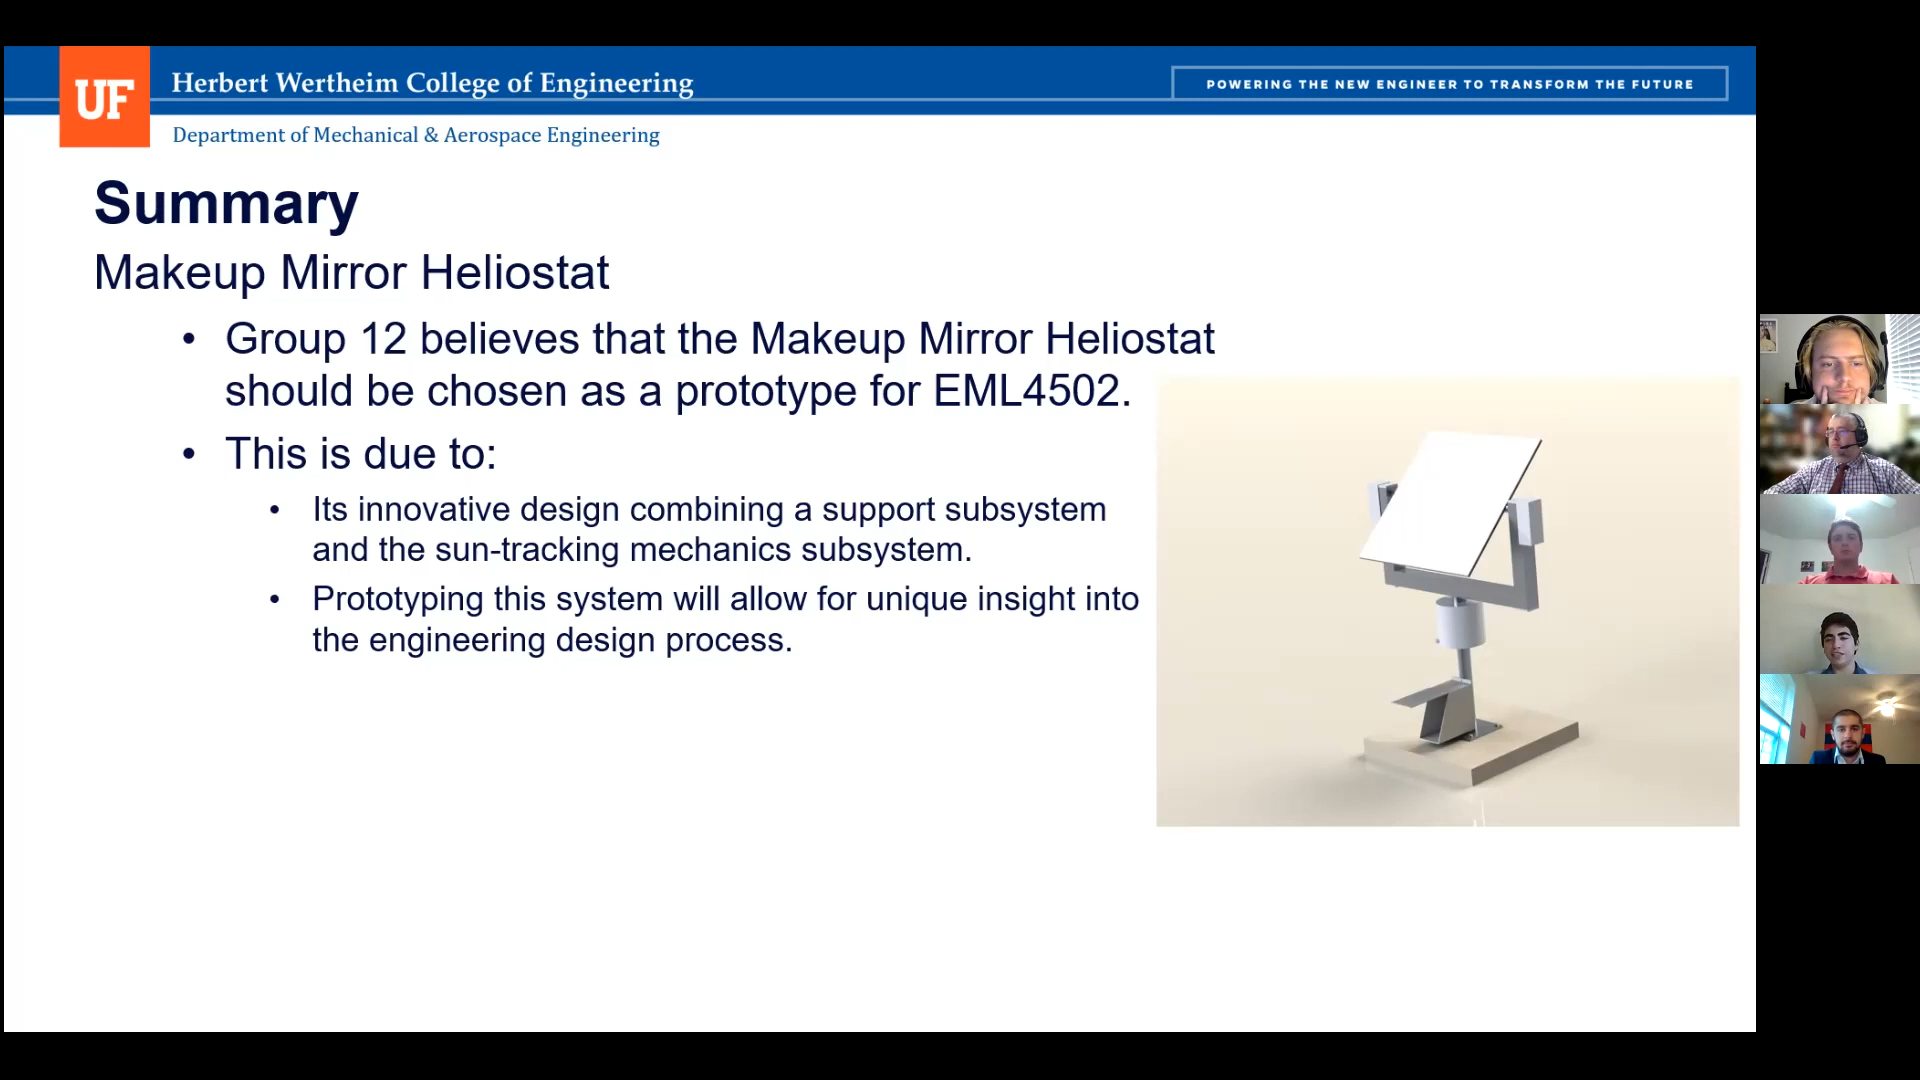 UF
Herbert Wertheim College of Engineering
POWERING THE NEW ENGINEER TO TRANSFORM THE FUTURE
Department of Mechanical & Aerospace Engineering
Summary
Makeup Mirror Heliostat
• Group 12 believes that the Makeup Mirror Heliostat
should be chosen as a prototype for EML4502.
• This is due to:
• Its innovative design combining a support subsystem
and the sun-tracking mechanics subsystem.
• Prototyping this system will allow for unique insight into
the engineering design process.